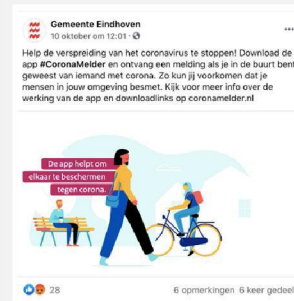 Gemeente Eindhoven
10 oktober om 12:01 ·
Help de verspreiding van het coronavirus te stoppen! Download de
app #CoronaMelder en ontvang een melding als je in de buurt bent
geweest van iemand met corona. Zo kun jij voorkomen dat je
mensen in jouw omgeving besmet. Kijk voor meer info over de
werking van de app en downloadlinks op coronamelder.nl
De app helpt om
elkaar te beschermen
tegen corona.
28
6 opmerkingen 6 keer gedeel